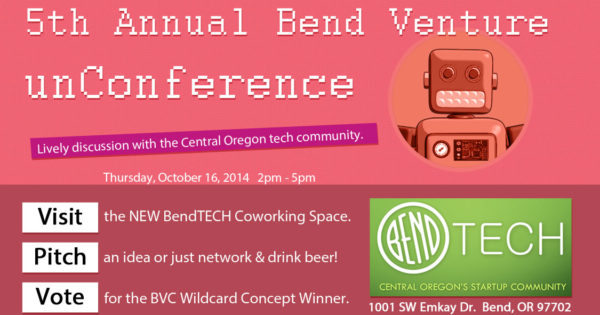 5th Annual Bend Venture
unConference
Lively discussion with the Central Oregon tech community.
Thursday, October 16, 2014 2pm - 5pm
Visit the NEW BendTECH Coworking Space.
Pitch an idea or just network & drink beer!
Vote for the BVC Wildcard Concept Winner.
BEND TECH
CENTRAL OREGON'S STARTUP COMMUNITY
1001 SW Emkay Dr. Bend, OR 97702